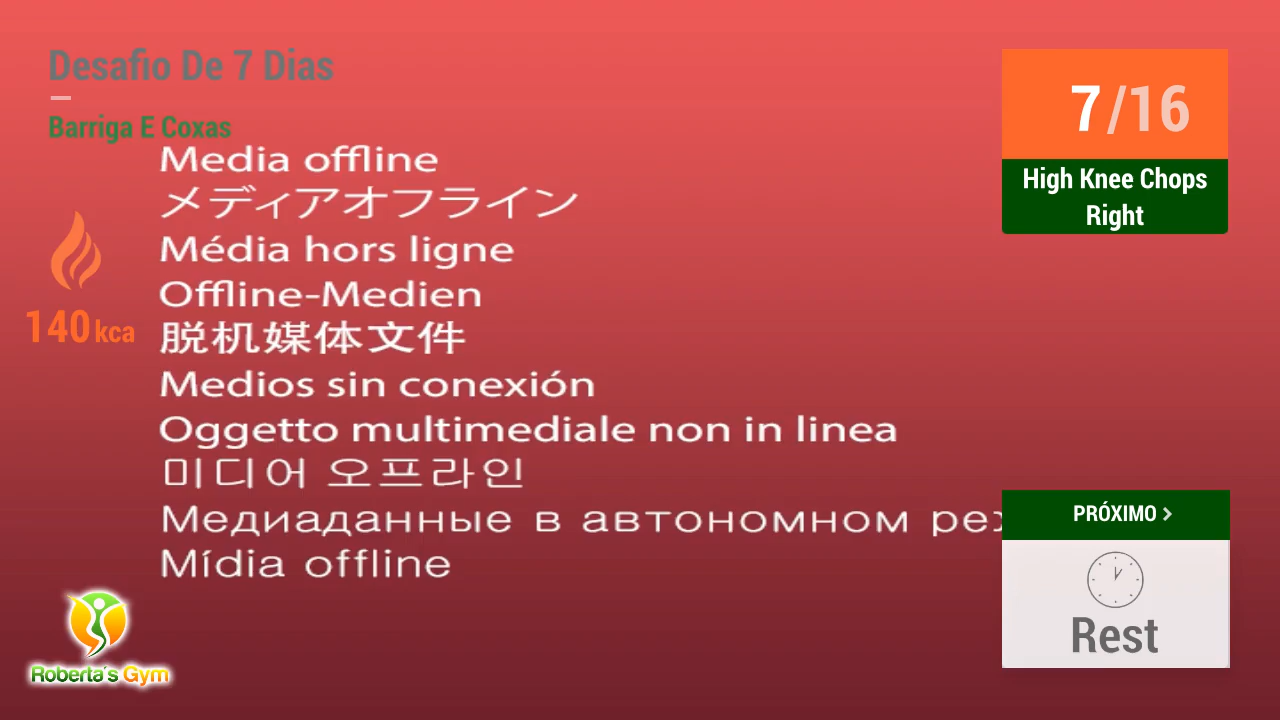 Desafio De 7 Dias
Barriga E Coxas
Media offline
メディアオフライン
Média hors ligne
Offline-Medien
脱机媒体文件
Medios sin conexión
Oggetto multimediale non in linea
미디어 오프라인
Медиаданные в автономном
Mídia offline
140 kca
7/16
High Knee Chops
Right
PRÓXIMO >
Rest
Roberta´s Gym